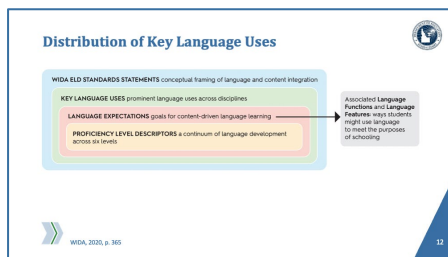 Distribution of Key Language Uses
WIDA ELD STANDARDS STATEMENTS conceptual framing of language and content integration
KEY LANGUAGE USES prominent language uses across disciplines
LANGUAGE EXPECTATIONS goals for content-driven language learning
PROFICIENCY LEVEL DESCRIPTORS a continuum of language development
across six levels
Associated Language
Functions and Language
Features: ways students
might use language
to meet the purposes
of schooling
WIDA, 2020, p. 365
12